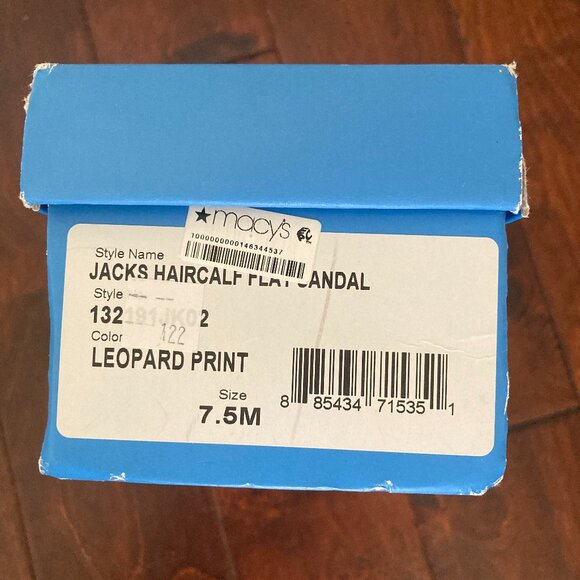 ★macy's
1000000000146344537
Style Name
JACKS HAIRCALF FLAT SANDAL
Style
132191JK02
122
Color
LEOPARD PRINT
Size
7.5M
8 85434 71535 1